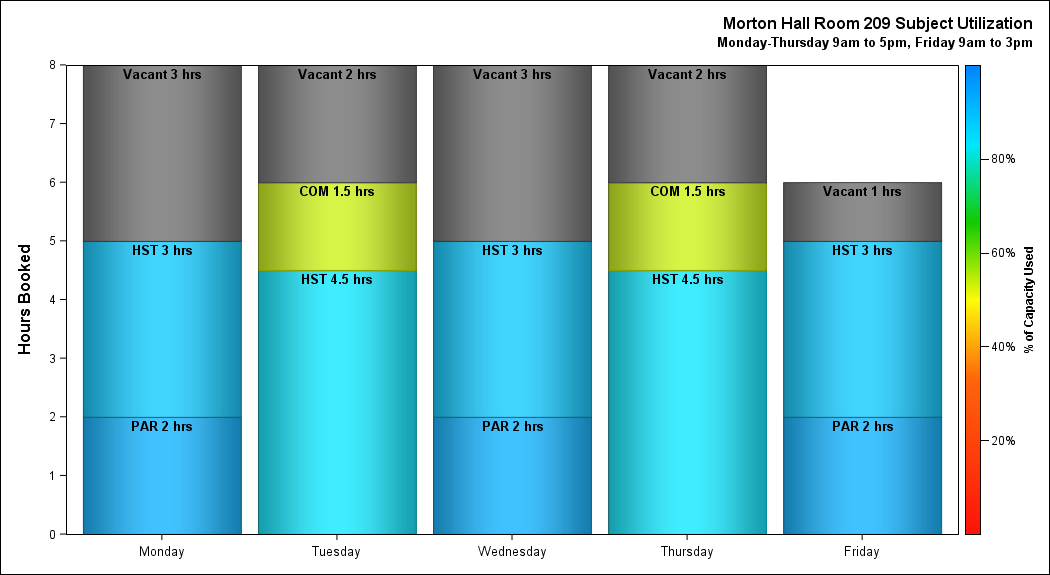 Morton Hall Room 209 Subject Utilization
Monday-Thursday 9am to 5pm, Friday 9am to 3pm
Hours Booked
8
7
6
5
4
3
2
1
0
Vacant 3 hrs
HST 3 hrs
PAR 2 hrs
Monday
Vacant 2 hrs
COM 1.5 hrs
HST 4.5 hrs
Tuesday
Vacant 3 hrs
HST 3 hrs
PAR 2 hrs
Wednesday
Vacant 2 hrs
COM 1.5 hrs
HST 4.5 hrs
Thursday
Vacant 1 hrs
HST 3 hrs
PAR 2 hrs
Friday
80%
60%
40%
20%
% of Capacity Used